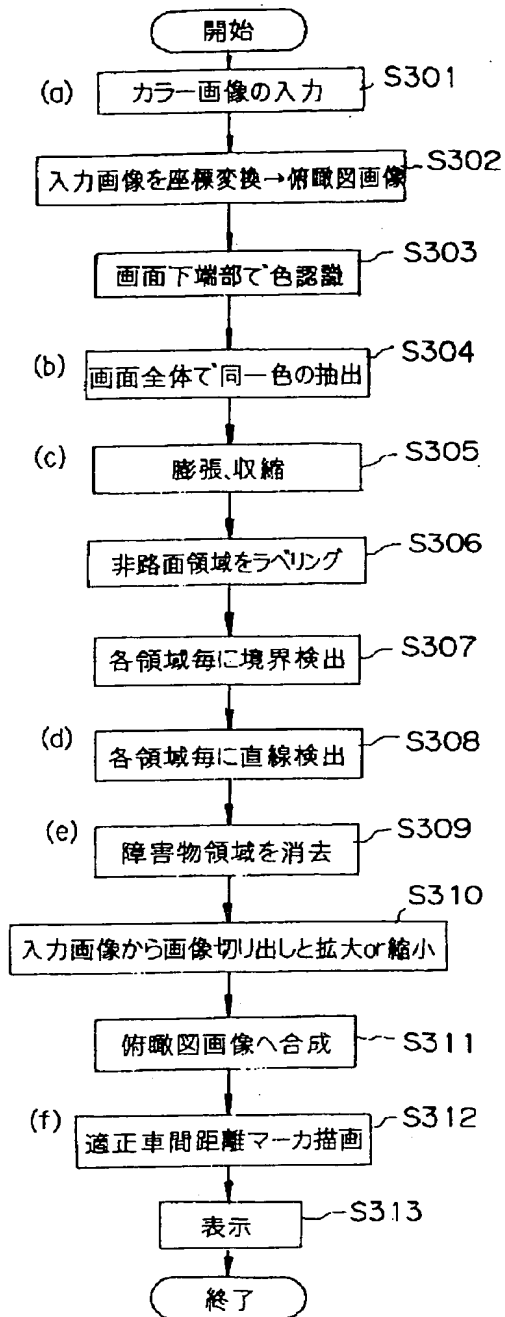 開始
(a) カラー画像の入力 S301
入力画像を座標変換→俯瞰図画像 S302
画面下端部で色認識 S303
(b) 画面全体で同一色の抽出 S304
(c) 膨張、収縮 S305
非路面領域をラベリング S306
各領域毎に境界検出 S307
(d) 各領域毎に直線検出 S308
(e) 障害物領域を消去 S309
S310
入力画像から画像切り出しと拡大or縮小
俯瞰図画像へ合成 S311
(f) 適正車間距離マーカ描画 S312
表示 S313
終了